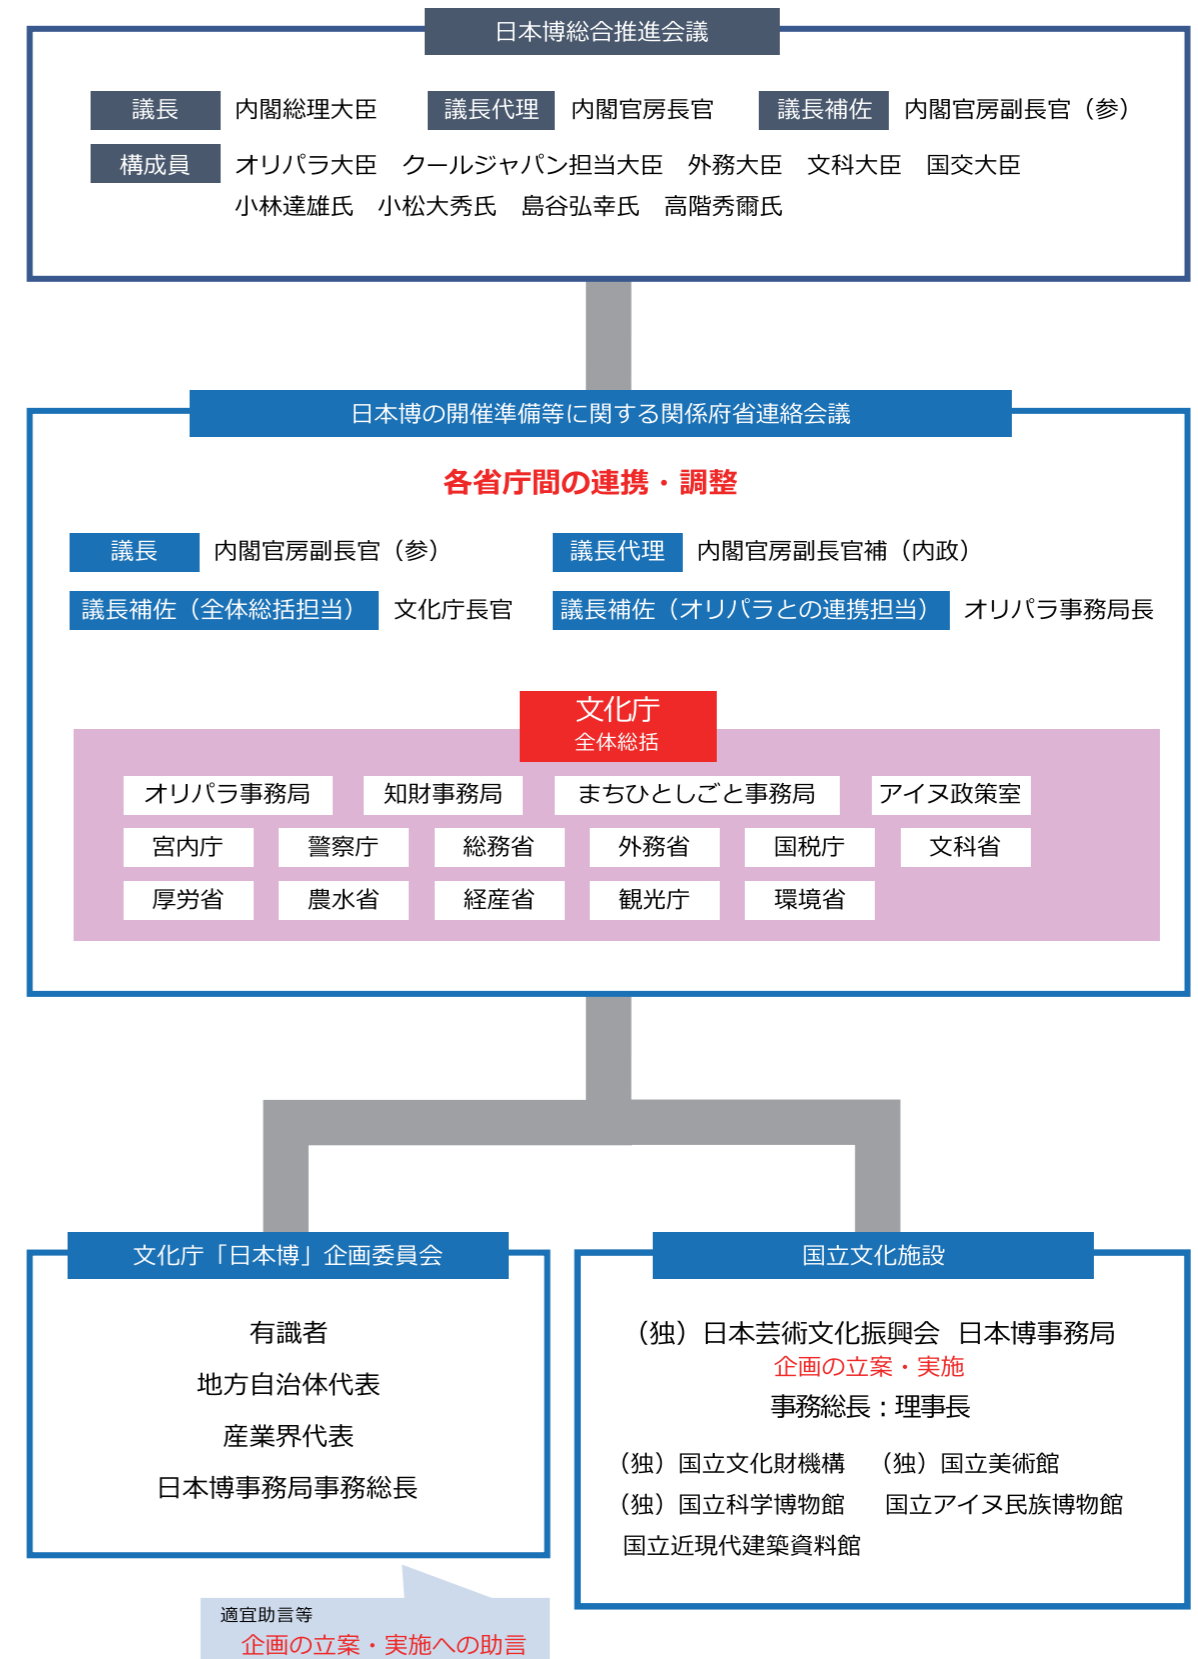 日本博総合推進会議
議長 内閣総理大臣 議長代理 内閣官房長官 議長補佐 内閣官房副長官（参）
構成員 オリパラ大臣 クールジャパン担当大臣 外務大臣 文科大臣 国交大臣
小林達雄氏 小松大秀氏 島谷弘幸氏 高階秀爾氏
日本博の開催準備等に関する関係府省連絡会議
各省庁間の連携・調整
議長 内閣官房副長官（参） 議長代理 内閣官房副長官補（内政）
議長補佐（全体総括担当） 文化庁長官 議長補佐（オリパラとの連携担当） オリパラ事務局長
文化庁
全体総括
オリパラ事務局 知財事務局 まちひとしごと事務局 アイヌ政策室
宮内庁 警察庁 総務省 外務省 国税庁 文科省
厚労省 農水省 経産省 観光庁 環境省
文化庁「日本博」企画委員会
有識者
地方自治体代表
産業界代表
日本博事務局事務総長
適宜助言等
企画の立案・実施への助言
国立文化施設
（独）日本芸術文化振興会 日本博事務局
企画の立案・実施
事務総長：理事長
（独）国立文化財機構 （独）国立美術館
（独）国立科学博物館 国立アイヌ民族博物館
国立近現代建築資料館